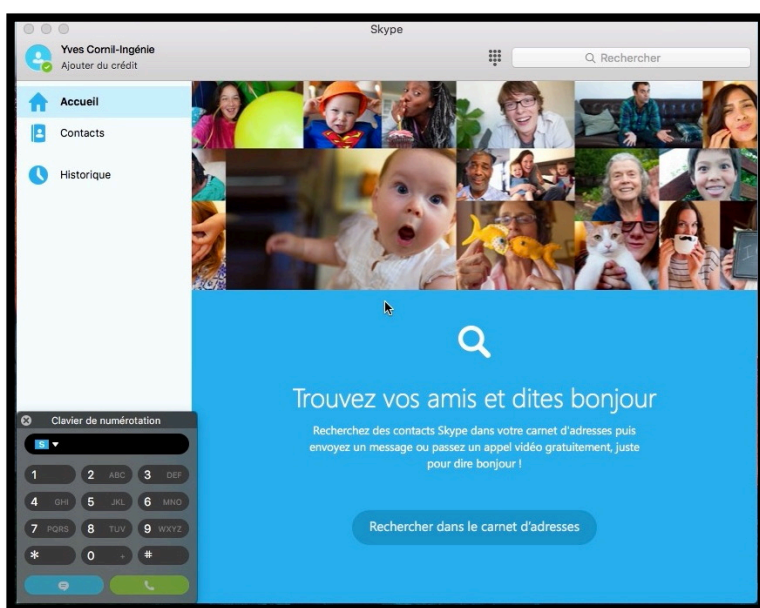 Skype
Yves Cornil-Ingénie
Ajouter du crédit
Rechercher
Accueil
Contacts
Historique
Trouvez vos amis et dites bonjour
Recherchez des contacts Skype dans votre carnet d'adresses puis
envoyez un message ou passez un appel vidéo gratuitement, juste
pour dire bonjour !
Rechercher dans le carnet d'adresses
Clavier de numérotation
S
1 2 ABC 3 DEF
4 GHI 5 JKL 6 MNO
7 PQRS 8 TUV 9 WXYZ
* 0 + #